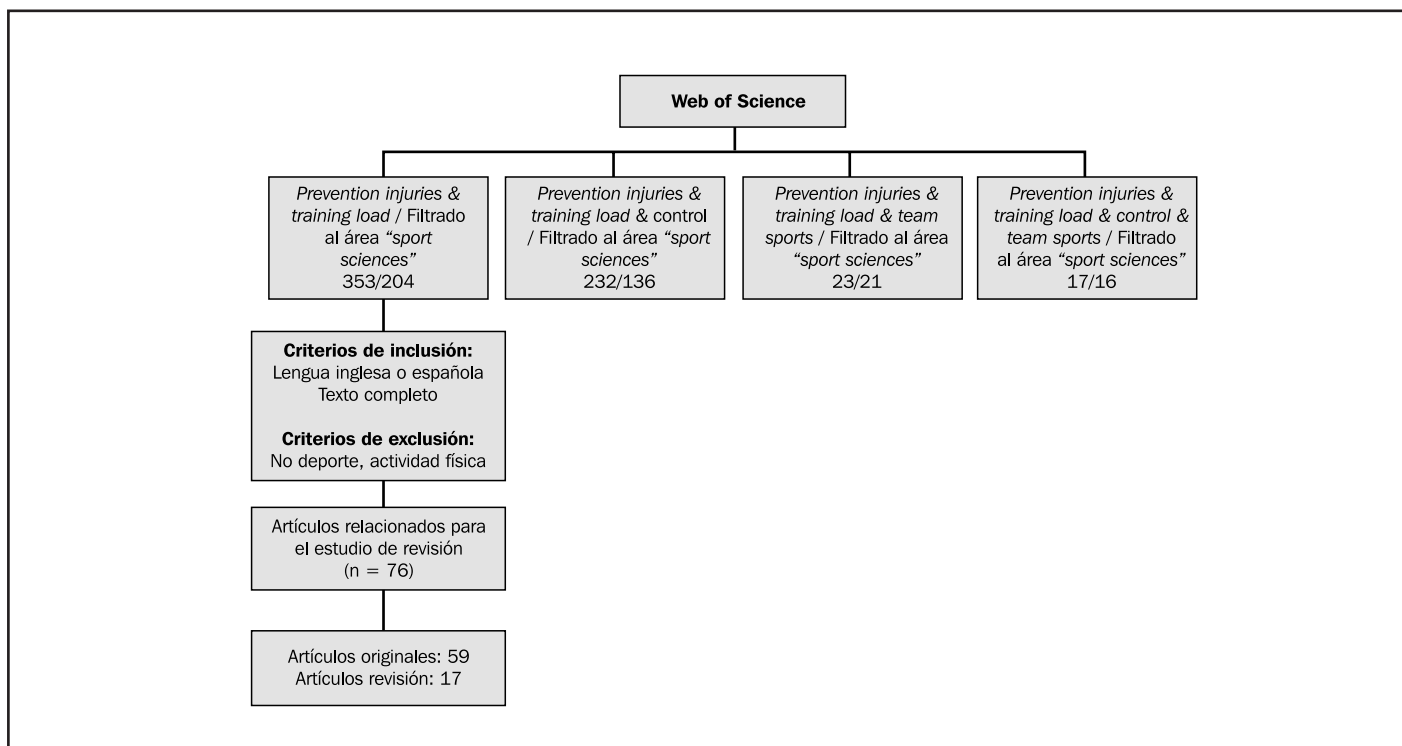 Web of Science
Prevention injuries &
training load / Filtrado
al área “sport
sciences”
353/204
Prevention injuries &
training load & control
/ Filtrado al área “sport
sciences”
232/136
Prevention injuries &
training load & team
sports / Filtrado al área
“sport sciences”
23/21
Prevention injuries &
training load & control &
team sports / Filtrado
al área “sport sciences”
17/16
Criterios de inclusión:
Lengua inglesa o española
Texto completo
Criterios de exclusión:
No deporte, actividad física
Artículos relacionados para
el estudio de revisión
(n = 76)
Artículos originales: 59
Artículos revisión: 17